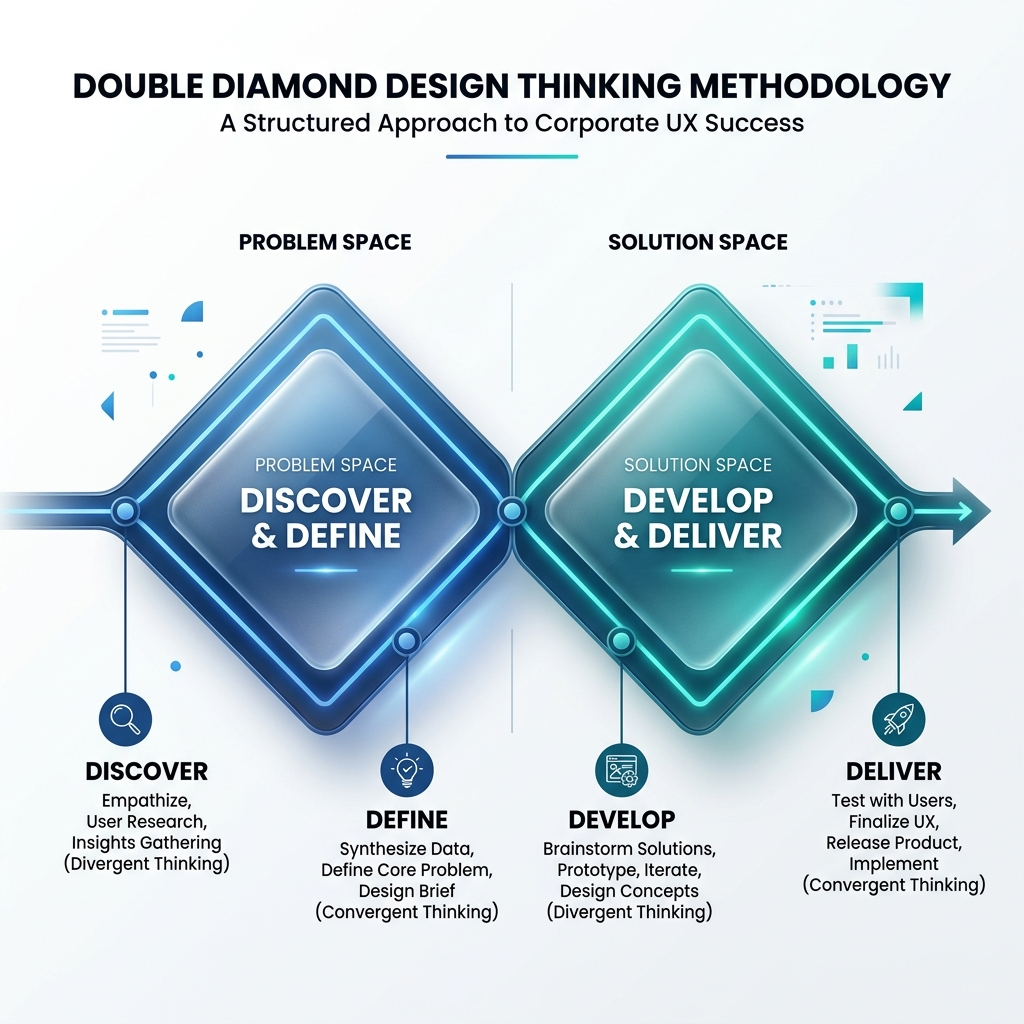 DOUBLE DIAMOND DESIGN THINKING METHODOLOGY
A Structured Approach to Corporate UX Success
PROBLEM SPACE
SOLUTION SPACE
PROBLEM SPACE
DISCOVER
& DEFINE
SOLUTION SPACE
DEVELOP
& DELIVER
DISCOVER
Empathize,
User Research,
Insights Gathering
(Divergent Thinking)
DEFINE
Synthesize Data,
Define Core Problem,
Design Brief
(Convergent Thinking)
DEVELOP
Brainstorm Solutions,
Prototype, Iterate,
Design Concepts
(Divergent Thinking)
DELIVER
Test with Users,
Finalize UX,
Release Product,
Implement
(Convergent Thinking)